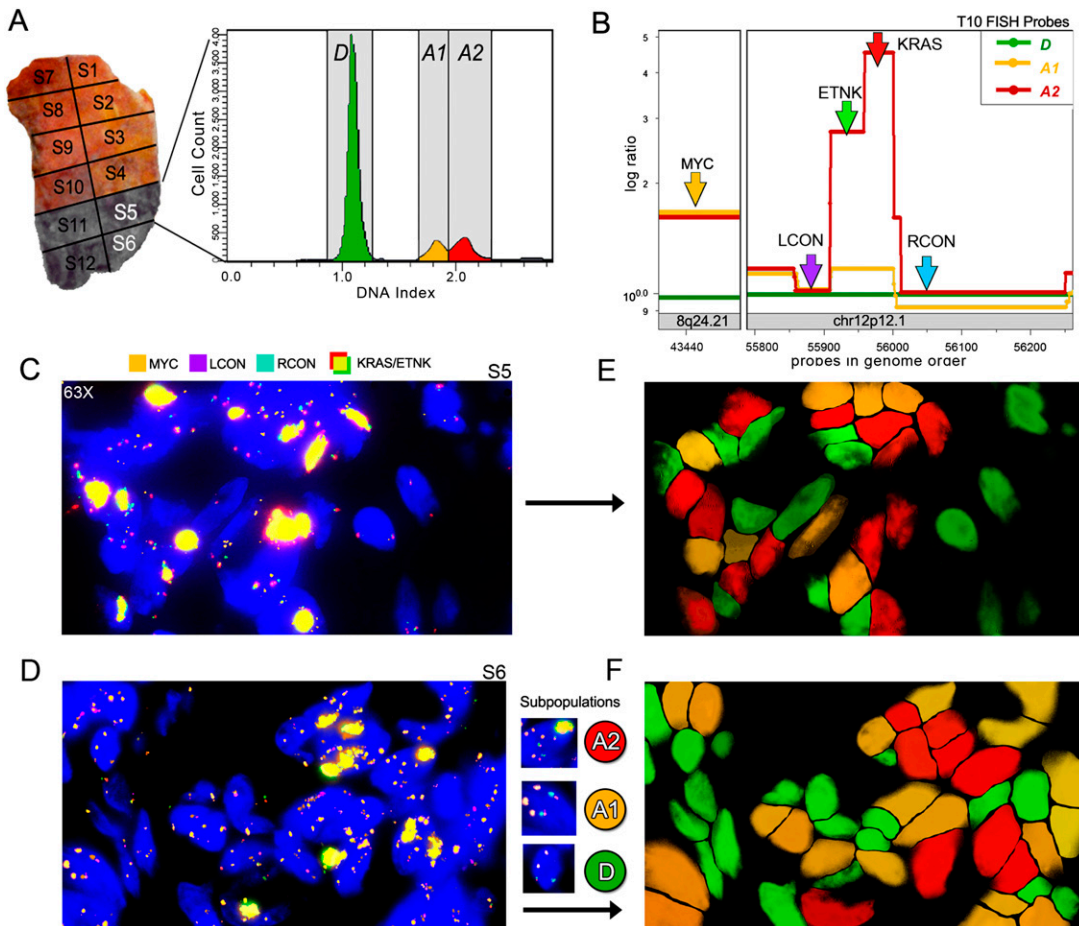 A
S7
S1
S8
S2
S9
S3
S10
S4
S11
S5
S12
S6
Cell Count
4.00
3.500
3.000
2.500
2.000
1.500
1.000
500
0
D
A1
A2
0.0
1.0
2.0
DNA Index
B
T10 FISH Probes
D
A1
A2
log ratio
5
4
3
2
10^0.0
9
MYC
LCON
ETNK
KRAS
RCON
8q24.21
chr12p12.1
43440
55800
55900
56000
56100
56200
probes in genome order
C
MYC
LCON
RCON
KRAS/ETNK
S5
63X
E
D
S6
Subpopulations
A2
A1
D
F